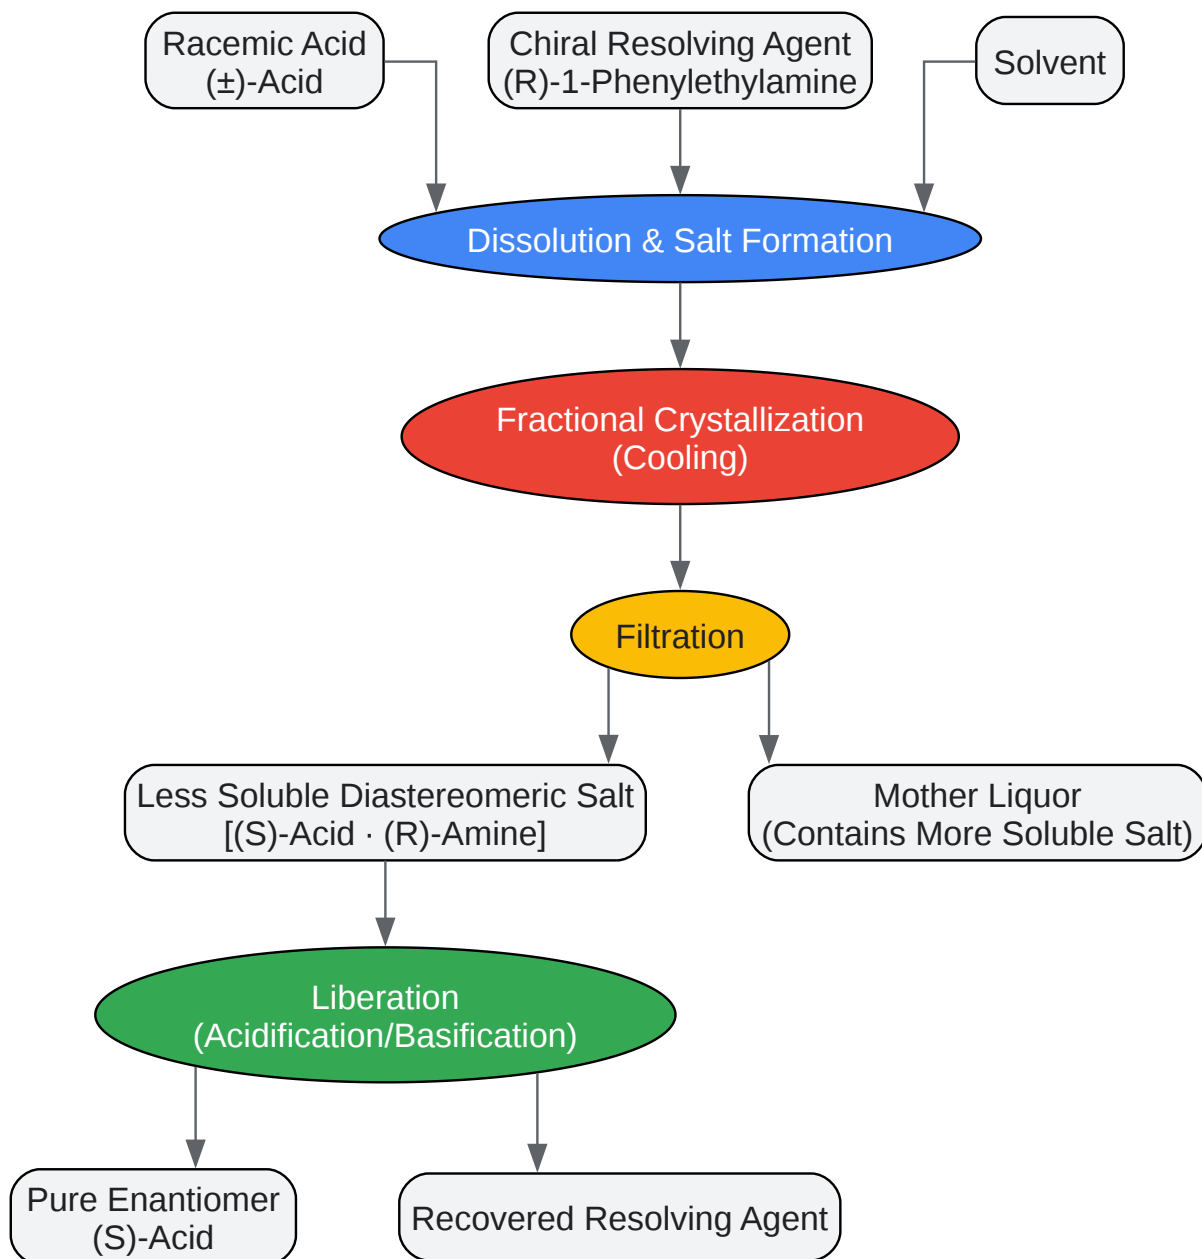 Racemic Acid
(±)-Acid
Chiral Resolving Agent
(R)-1-Phenylethylamine
Solvent
Dissolution & Salt Formation
Fractional Crystallization
(Cooling)
Filtration
Less Soluble Diastereomeric Salt
[(S)-Acid · (R)-Amine]
Mother Liquor
(Contains More Soluble Salt)
Liberation
(Acidification/Basification)
Pure Enantiomer
(S)-Acid
Recovered Resolving Agent